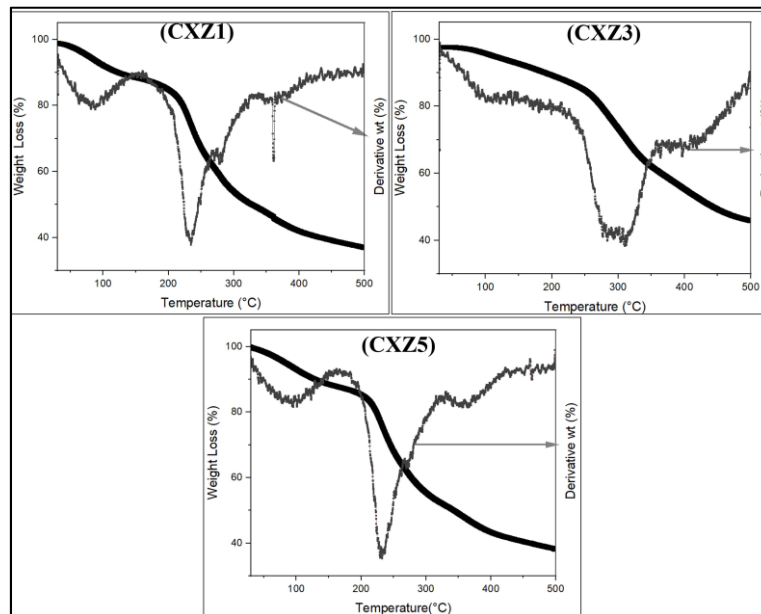 (CXZ1)
100
80
60
40
Weight Loss (%)
Derivative wt (%)
100 200 300 400 500
Temperature (°C)
(CXZ3)
100
80
60
40
Weight Loss (%)
100 200 300 400 500
Temperature (°C)
(CXZ5)
100
80
60
40
Weight Loss (%)
Derivative wt (%)
100 200 300 400 500
Temperature(°C)